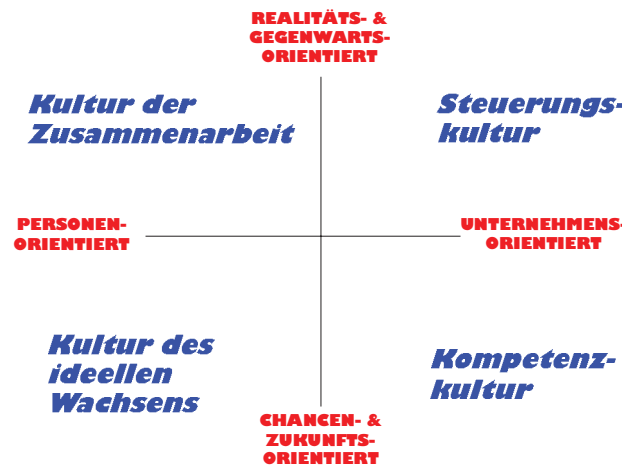 REALITÄTS- &
GEGENWARTS-
ORIENTIERT
Kultur der
Zusammenarbeit
Steuerungs-
kultur
PERSONEN-
ORIENTIERT
UNTERNEHMENS-
ORIENTIERT
Kultur des
ideellen
Wachsens
Kompetenz-
kultur
CHANCEN- &
ZUKUNFTS-
ORIENTIERT